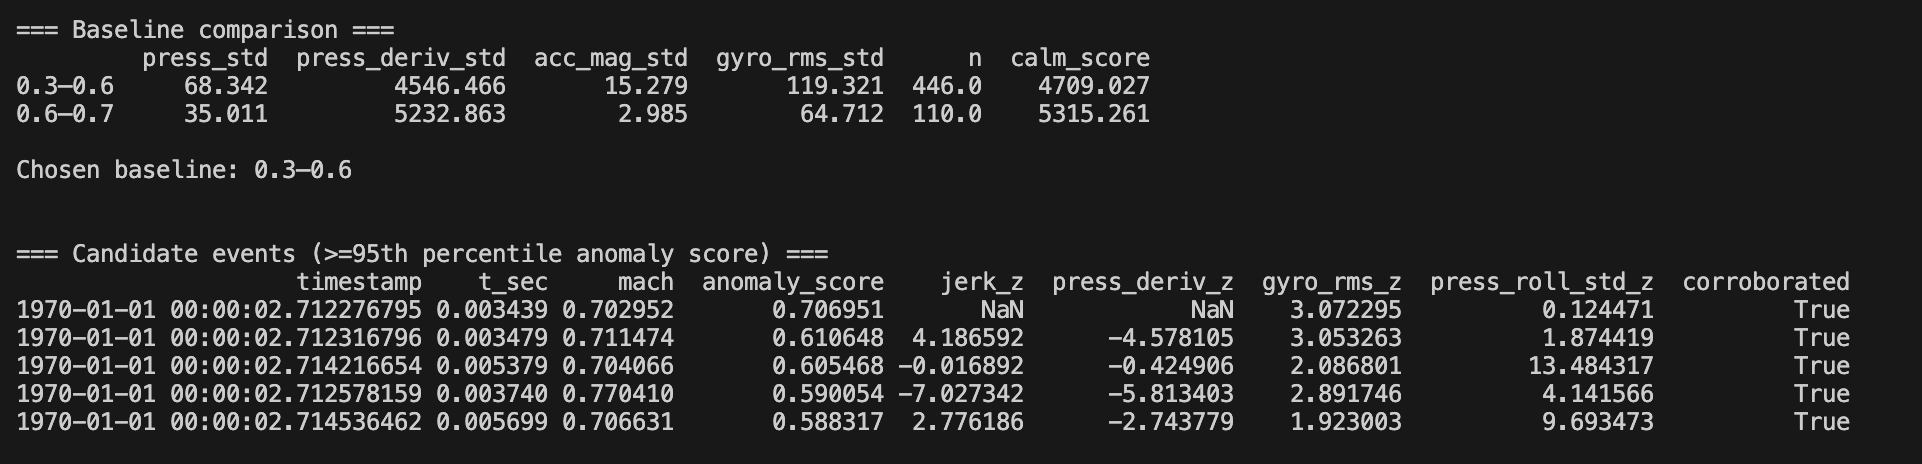 === Baseline comparison ===
press_std press_deriv_std acc_mag_std gyro_rms_std n calm_score
0.3–0.6 68.342 4546.466 15.279 119.321 446.0 4709.027
0.6–0.7 35.011 5232.863 2.985 64.712 110.0 5315.261
Chosen baseline: 0.3–0.6
=== Candidate events (>=95th percentile anomaly score) ===
timestamp t_sec mach anomaly_score jerk_z press_deriv_z gyro_rms_z press_roll_std_z corroborated
1970-01-01 00:00:02.712276795 0.003439 0.702952 0.706951 NaN NaN 3.072295 0.124471 True
1970-01-01 00:00:02.712316796 0.003479 0.711474 0.610648 4.186592 -4.578105 3.053263 1.874419 True
1970-01-01 00:00:02.714216654 0.005379 0.704066 0.605468 -0.016892 -0.424906 2.086801 13.484317 True
1970-01-01 00:00:02.712578159 0.003740 0.770410 0.590054 -7.027342 -5.813403 2.891746 4.141566 True
1970-01-01 00:00:02.714536462 0.005699 0.706631 0.588317 2.776186 -2.743779 1.923003 9.693473 True